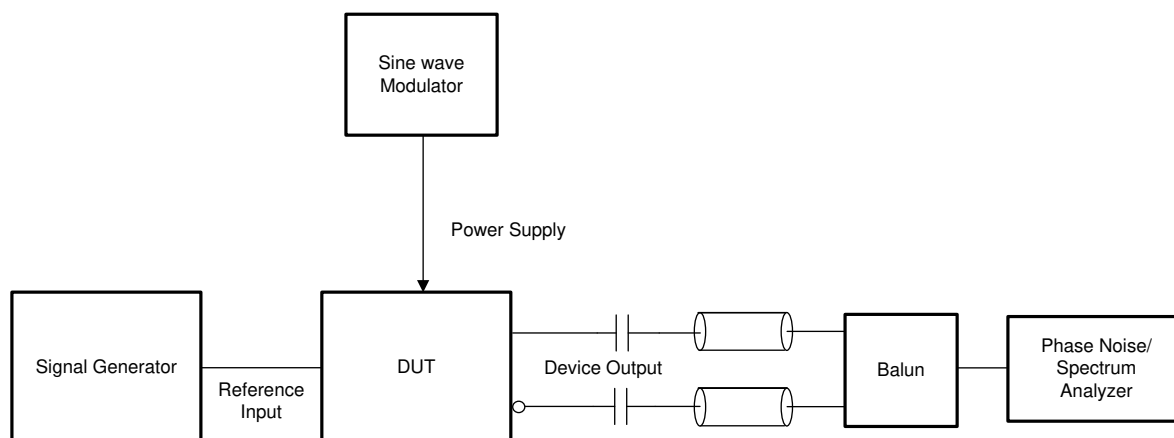 Sine wave
Modulator
Power Supply
Signal Generator
Reference
Input
DUT
Device Output
Balun
Phase Noise/
Spectrum
Analyzer